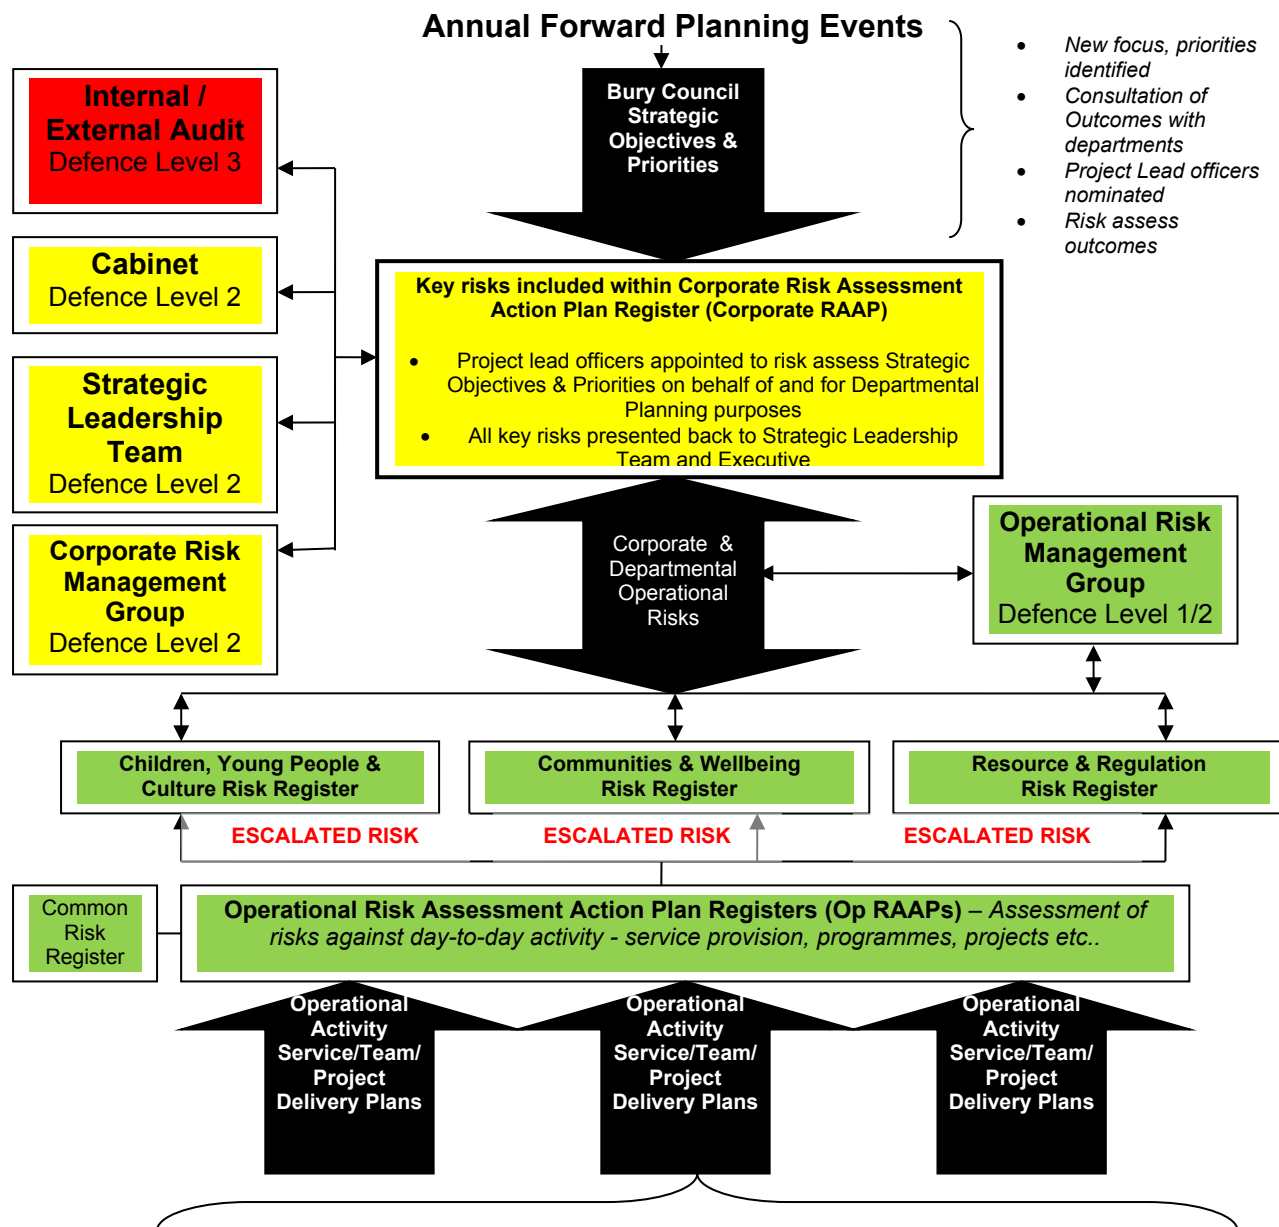 Annual Forward Planning Events
• New focus, priorities
identified
• Consultation of
Outcomes with
departments
• Project Lead officers
nominated
• Risk assess
outcomes
Bury Council
Strategic
Objectives &
Priorities
Internal /
External Audit
Defence Level 3
Cabinet
Defence Level 2
Strategic
Leadership
Team
Defence Level 2
Corporate Risk
Management
Group
Defence Level 2
Key risks included within Corporate Risk Assessment
Action Plan Register (Corporate RAAP)
• Project lead officers appointed to risk assess Strategic
Objectives & Priorities on behalf of and for Departmental
Planning purposes
• All key risks presented back to Strategic Leadership
Team and Executive
Corporate &
Departmental
Operational
Risks
Operational Risk
Management
Group
Defence Level 1/2
Children, Young People &
Culture Risk Register
Communities & Wellbeing
Risk Register
Resource & Regulation
Risk Register
ESCALATED RISK
ESCALATED RISK
ESCALATED RISK
Common
Risk
Register
Operational Risk Assessment Action Plan Registers (Op RAAPs) – Assessment of
risks against day-to-day activity - service provision, programmes, projects etc..
Operational
Activity
Service/Team/
Project
Delivery Plans
Operational
Activity
Service/Team/
Project
Delivery Plans
Operational
Activity
Service/Team/
Project
Delivery Plans